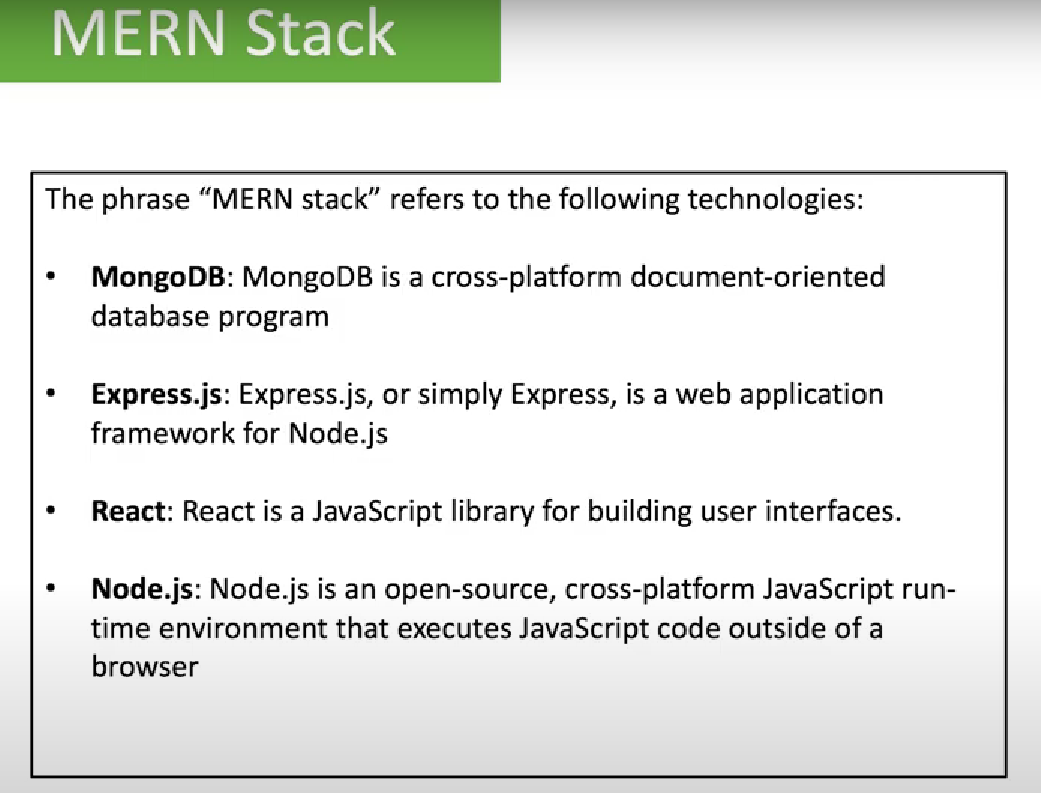 MERN Stack
The phrase “MERN stack” refers to the following technologies:
• MongoDB: MongoDB is a cross-platform document-oriented
database program
• Express.js: Express.js, or simply Express, is a web application
framework for Node.js
• React: React is a JavaScript library for building user interfaces.
• Node.js: Node.js is an open-source, cross-platform JavaScript run-
time environment that executes JavaScript code outside of a
browser